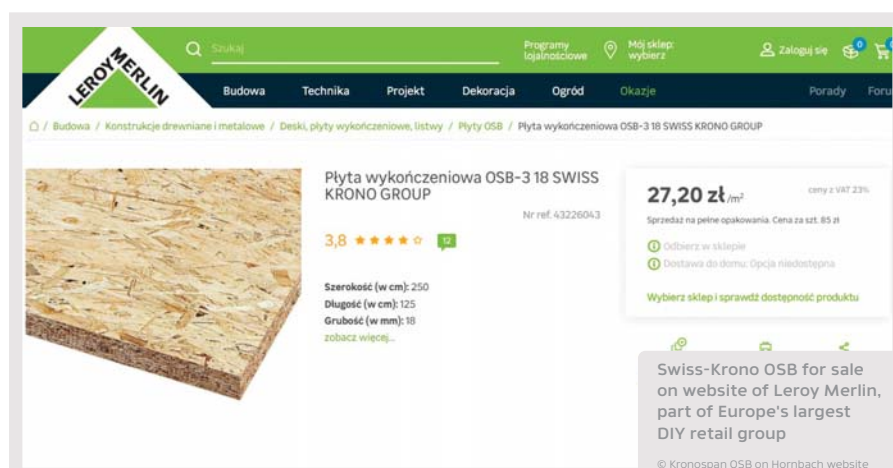 LEROY MERLIN
Szukaj
Programy
lojalnościowe
Mój sklep:
wybierz
Zaloguj się
0
Budowa Technika Projekt Dekoracja Ogród Okazje Porady Foru
/ Budowa / Konstrukcje drewniane i metalowe / Deski, płyty wykończeniowe, listwy / Płyty OSB / Płyta wykończeniowa OSB-3 18 SWISS KRONO GROUP
Płyta wykończeniowa OSB-3 18 SWISS
KRONO GROUP
Nr ref. 43226043
3,8 12
Szerokość (w cm): 250
Długość (w cm): 125
Grubość (w mm): 18
zobacz więcej...
27,20 zł/m²
ceny z VAT 23%
Sprzedaż na pełne opakowania. Cena za szt. 85 zł
Odbierz w sklepie
Dostawa do domu: Opcja niedostępna
Wybierz sklep i sprawdź dostępność produktu
Swiss-Krono OSB for sale
on website of Leroy Merlin,
part of Europe's largest
DIY retail group
© Kronospan OSB on Hornbach website